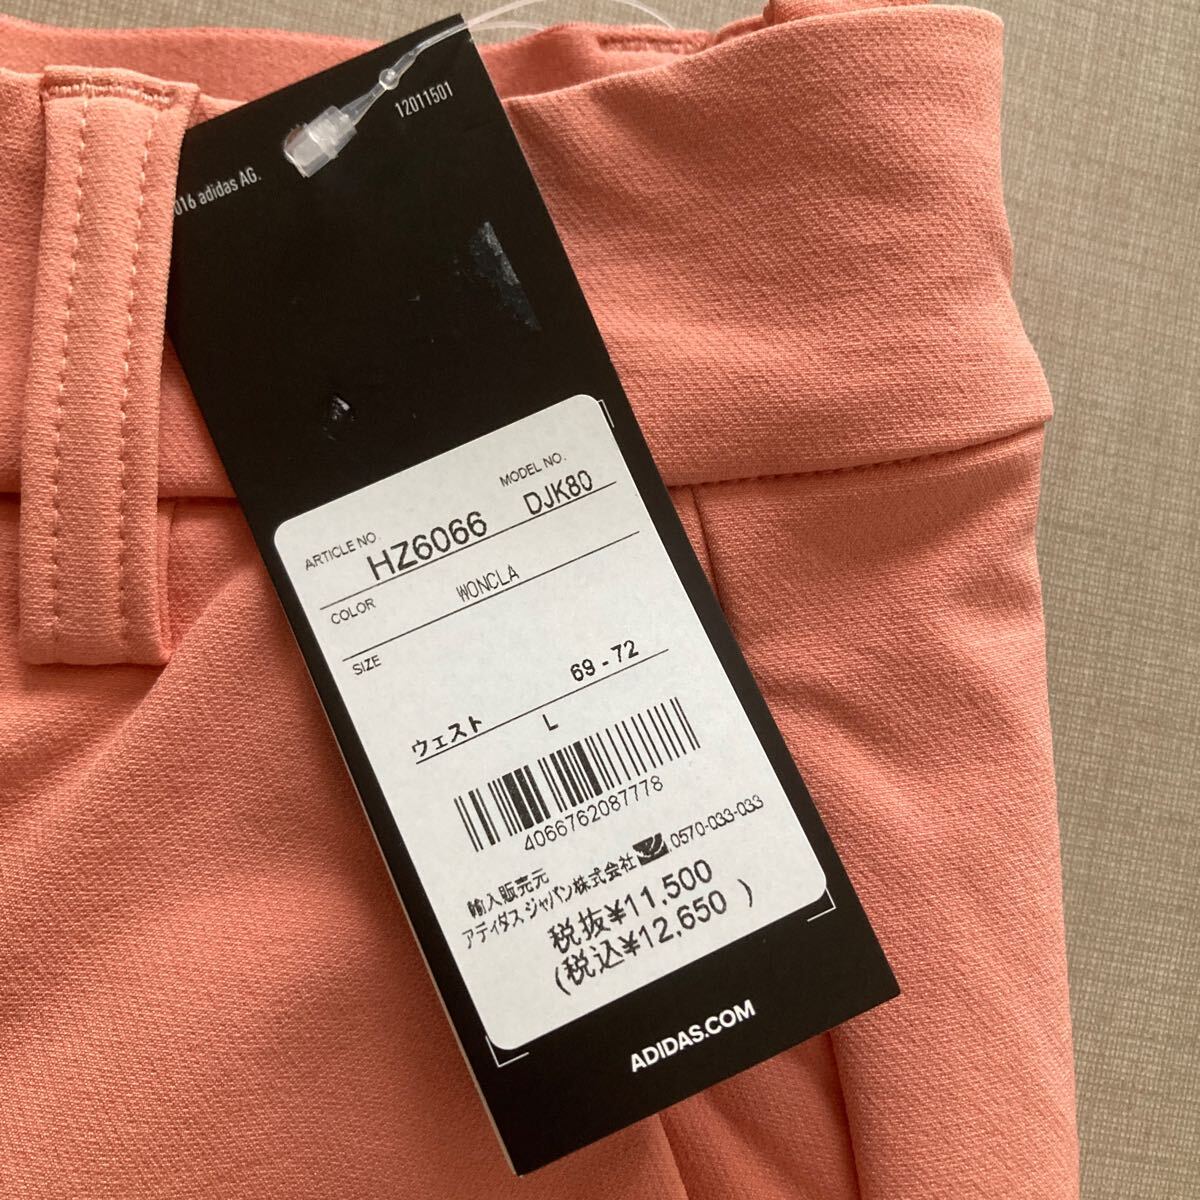 016 adidas AG.
12011501
ARTICLE NO.
MODEL NO.
HZ6066
DJK80
COLOR
WONCLA
SIZE
ウェスト
69-72
L
4066762087778
輸入販売元
アディダス ジャパン株式会社
0570-033-033
税抜¥11,500
(税込¥12,650 )
ADIDAS.COM